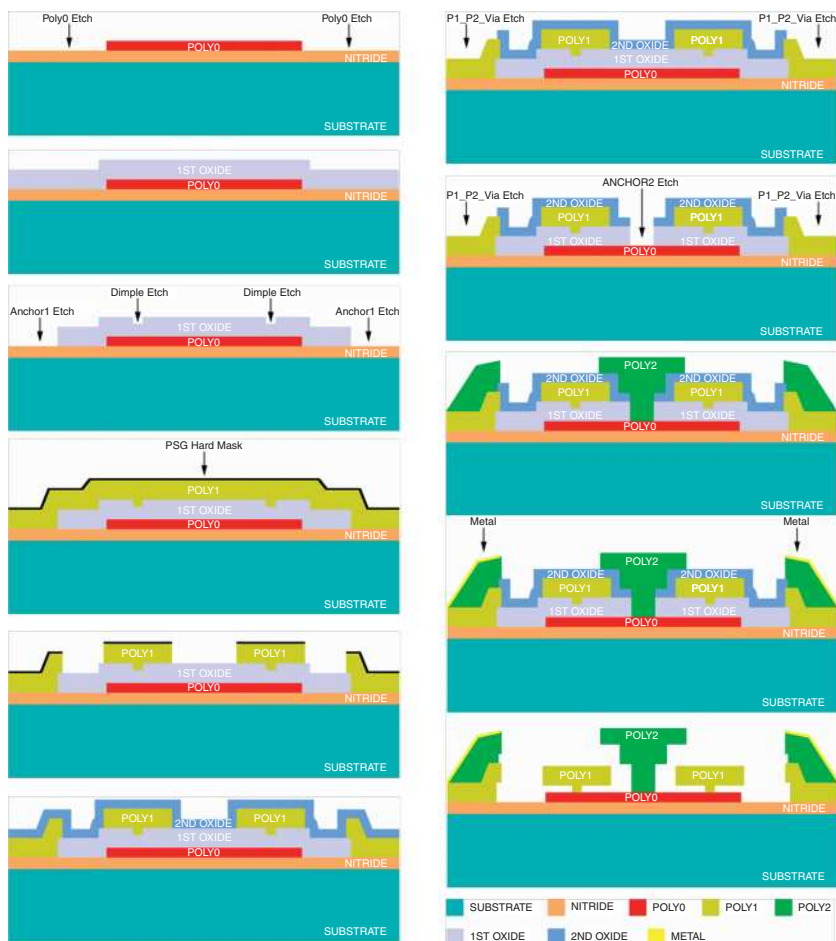 Poly0 Etch Poly0 Etch
POLY0
NITRIDE
SUBSTRATE
1ST OXIDE
POLY0
NITRIDE
SUBSTRATE
Dimple Etch Dimple Etch
Anchor1 Etch Anchor1 Etch
1ST OXIDE
POLY0
NITRIDE
SUBSTRATE
PSG Hard Mask
POLY1
1ST OXIDE
POLY0
NITRIDE
SUBSTRATE
POLY1 POLY1
1ST OXIDE
POLY0
NITRIDE
SUBSTRATE
POLY1 POLY1
2ND OXIDE
1ST OXIDE
POLY0
NITRIDE
SUBSTRATE
P1_P2_Via Etch P1_P2_Via Etch
POLY1 POLY1
2ND OXIDE
1ST OXIDE
POLY0
NITRIDE
SUBSTRATE
ANCHOR2 Etch
P1_P2_Via Etch P1_P2_Via Etch
2ND OXIDE 2ND OXIDE
POLY1 POLY1
1ST OXIDE 1ST OXIDE
POLY0
NITRIDE
SUBSTRATE
POLY2
2ND OXIDE 2ND OXIDE
POLY1 POLY1
1ST OXIDE 1ST OXIDE
POLY0
NITRIDE
SUBSTRATE
Metal Metal
POLY2
2ND OXIDE 2ND OXIDE
POLY1 POLY1
1ST OXIDE 1ST OXIDE
POLY0
NITRIDE
SUBSTRATE
POLY2
POLY1 POLY1
POLY0
NITRIDE
SUBSTRATE
SUBSTRATE NITRIDE POLY0 POLY1 POLY2
1ST OXIDE 2ND OXIDE METAL